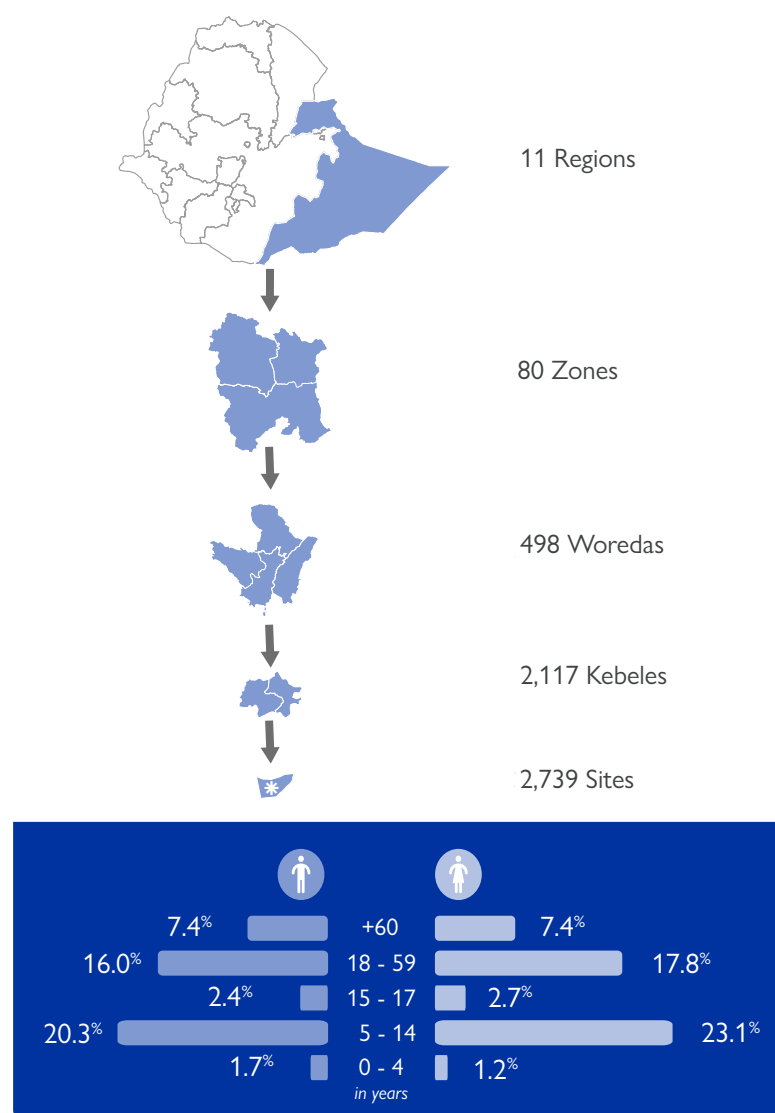 11 Regions
80 Zones
498 Woredas
2,117 Kebeles
2,739 Sites
7.4% +60 7.4%
16.0% 18 - 59 17.8%
2.4% 15 - 17 2.7%
20.3% 5 - 14 23.1%
1.7% 0 - 4 1.2%
in years